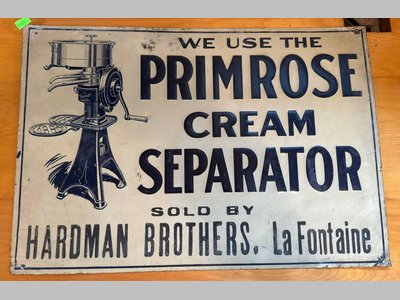 WE USE THE
PRIMROSE
CREAM
SEPARATOR
SOLD BY
HARDMAN BROTHERS. La Fontaine